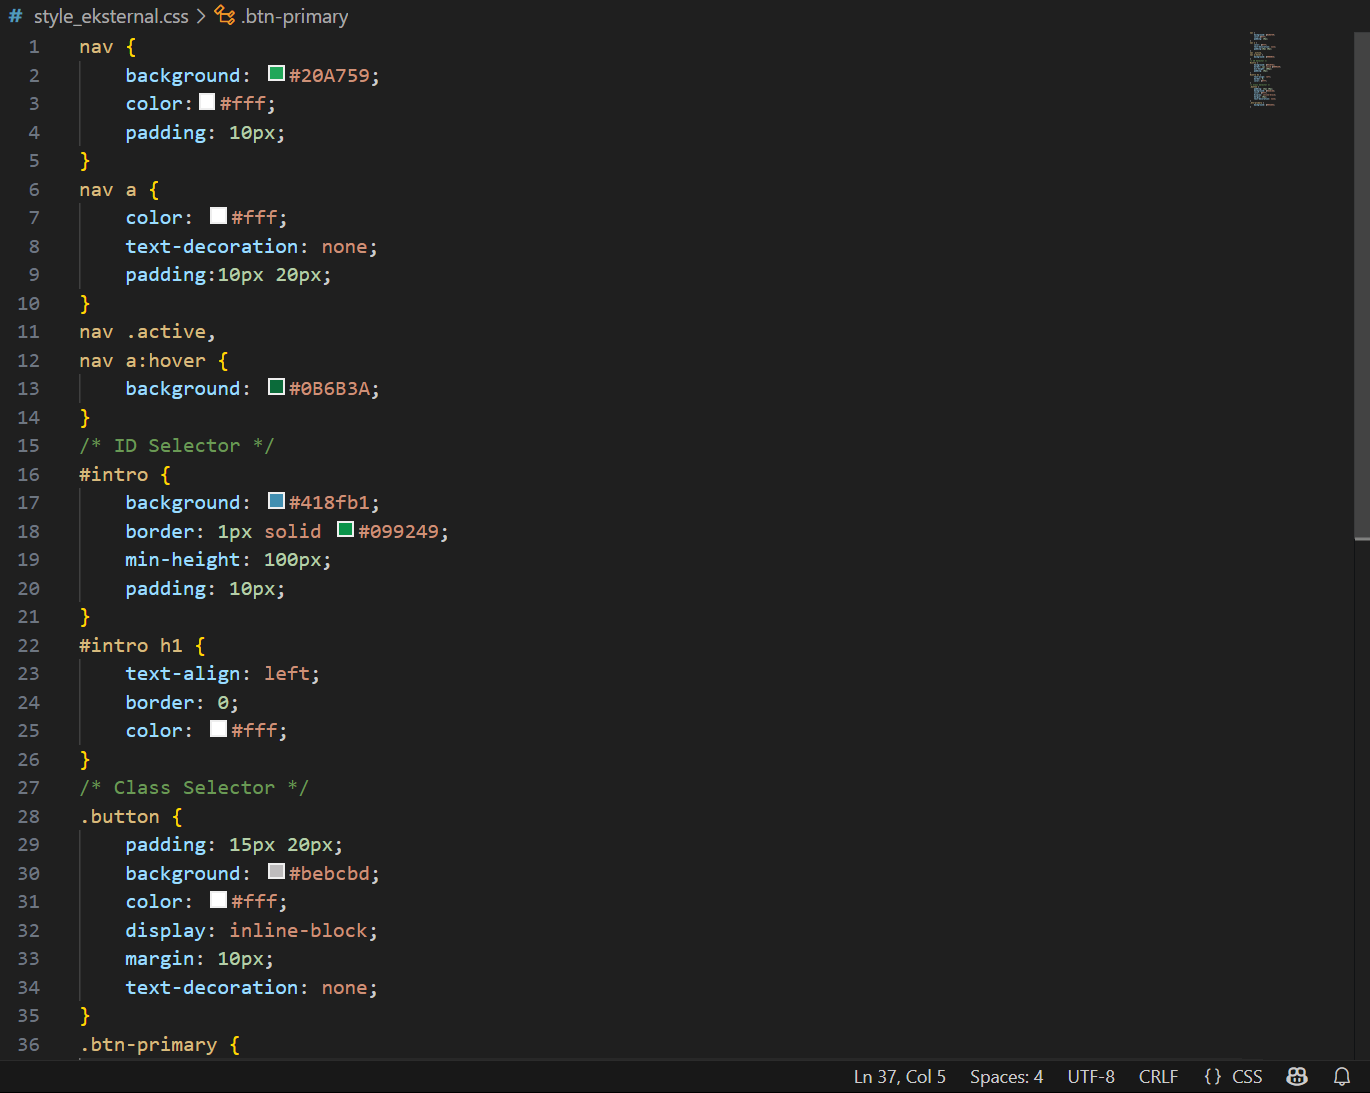 # style_eksternal.css > .btn-primary
1 nav {
2 background: #20A759;
3 color: #fff;
4 padding: 10px;
5 }
6 nav a {
7 color: #fff;
8 text-decoration: none;
9 padding:10px 20px;
10 }
11 nav .active,
12 nav a:hover {
13 background: #0B6B3A;
14 }
15 /* ID Selector */
16 #intro {
17 background: #418fb1;
18 border: 1px solid #099249;
19 min-height: 100px;
20 padding: 10px;
21 }
22 #intro h1 {
23 text-align: left;
24 border: 0;
25 color: #fff;
26 }
27 /* Class Selector */
28 .button {
29 padding: 15px 20px;
30 background: #bebcbd;
31 color: #fff;
32 display: inline-block;
33 margin: 10px;
34 text-decoration: none;
35 }
36 .btn-primary {
Ln 37, Col 5 Spaces: 4 UTF-8 CRLF {} CSS